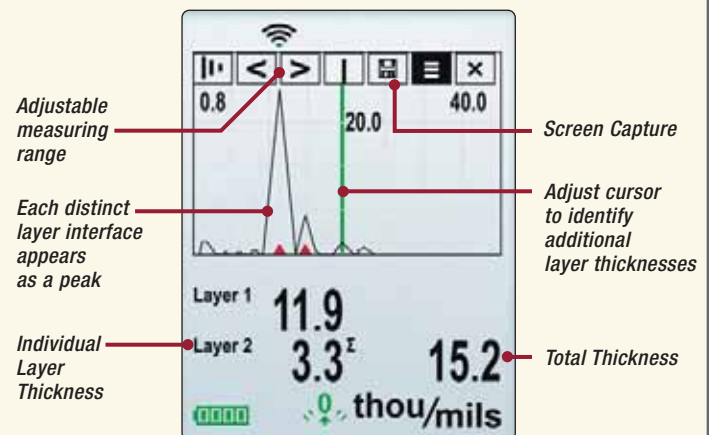 < > | ×
0.8 40.0
20.0
Adjustable
measuring
range
Each distinct
layer interface
appears
as a peak
Individual
Layer
Thickness
Screen Capture
Adjust cursor
to identify
additional
layer thicknesses
Total Thickness
Layer 1 11.9
Layer 2 3.3Σ 15.2
0 thou/mils